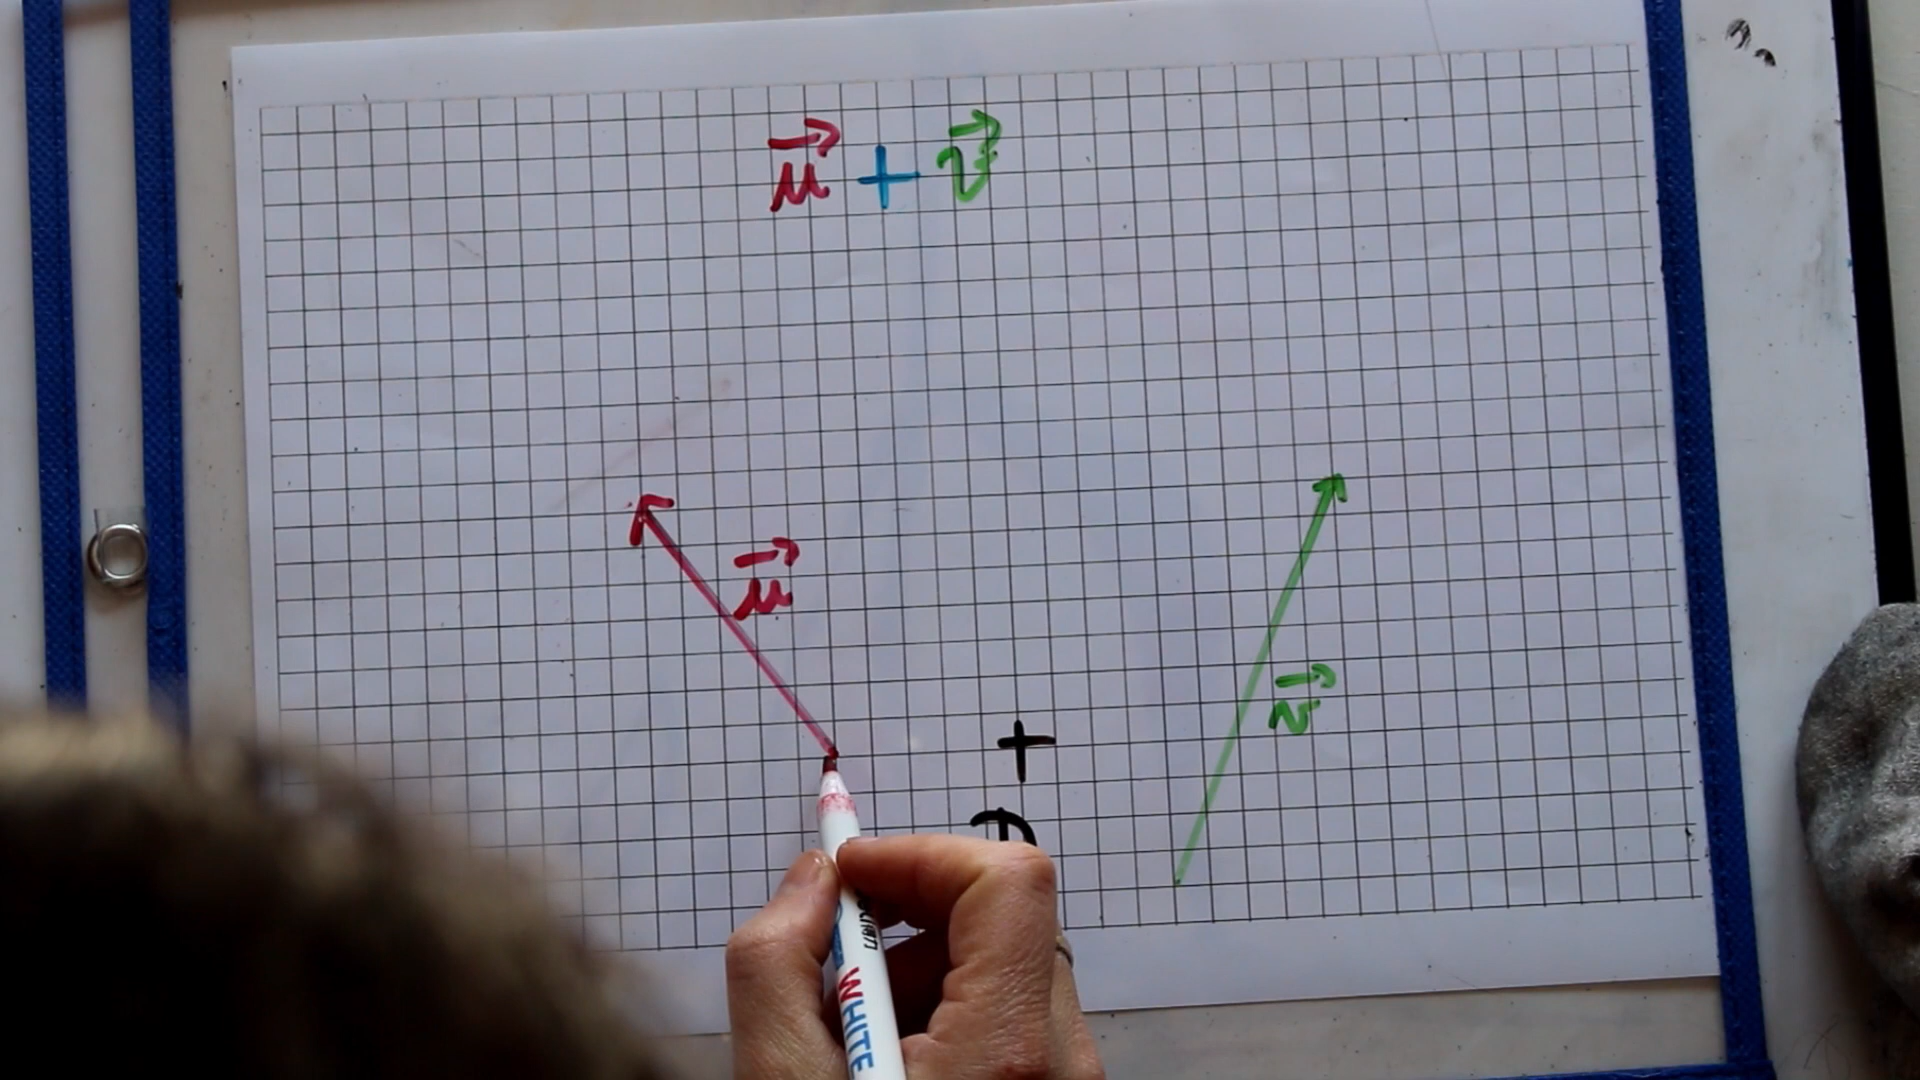 u⃗ + v⃗
u⃗
v⃗
WHITE